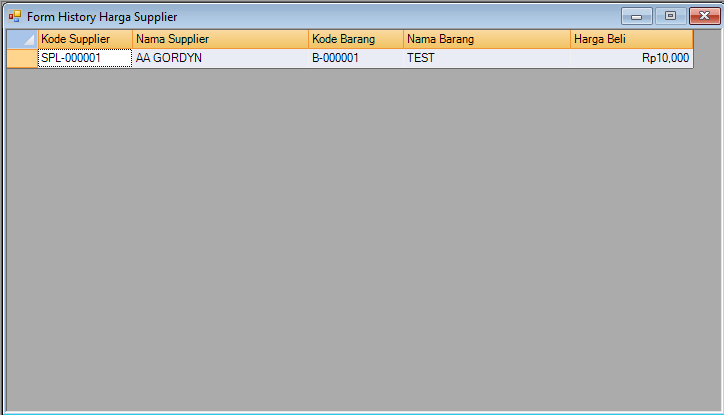 Form History Harga Supplier
Kode Supplier Nama Supplier Kode Barang Nama Barang Harga Beli
SPL-000001 AA GORDYN B-000001 TEST Rp10,000